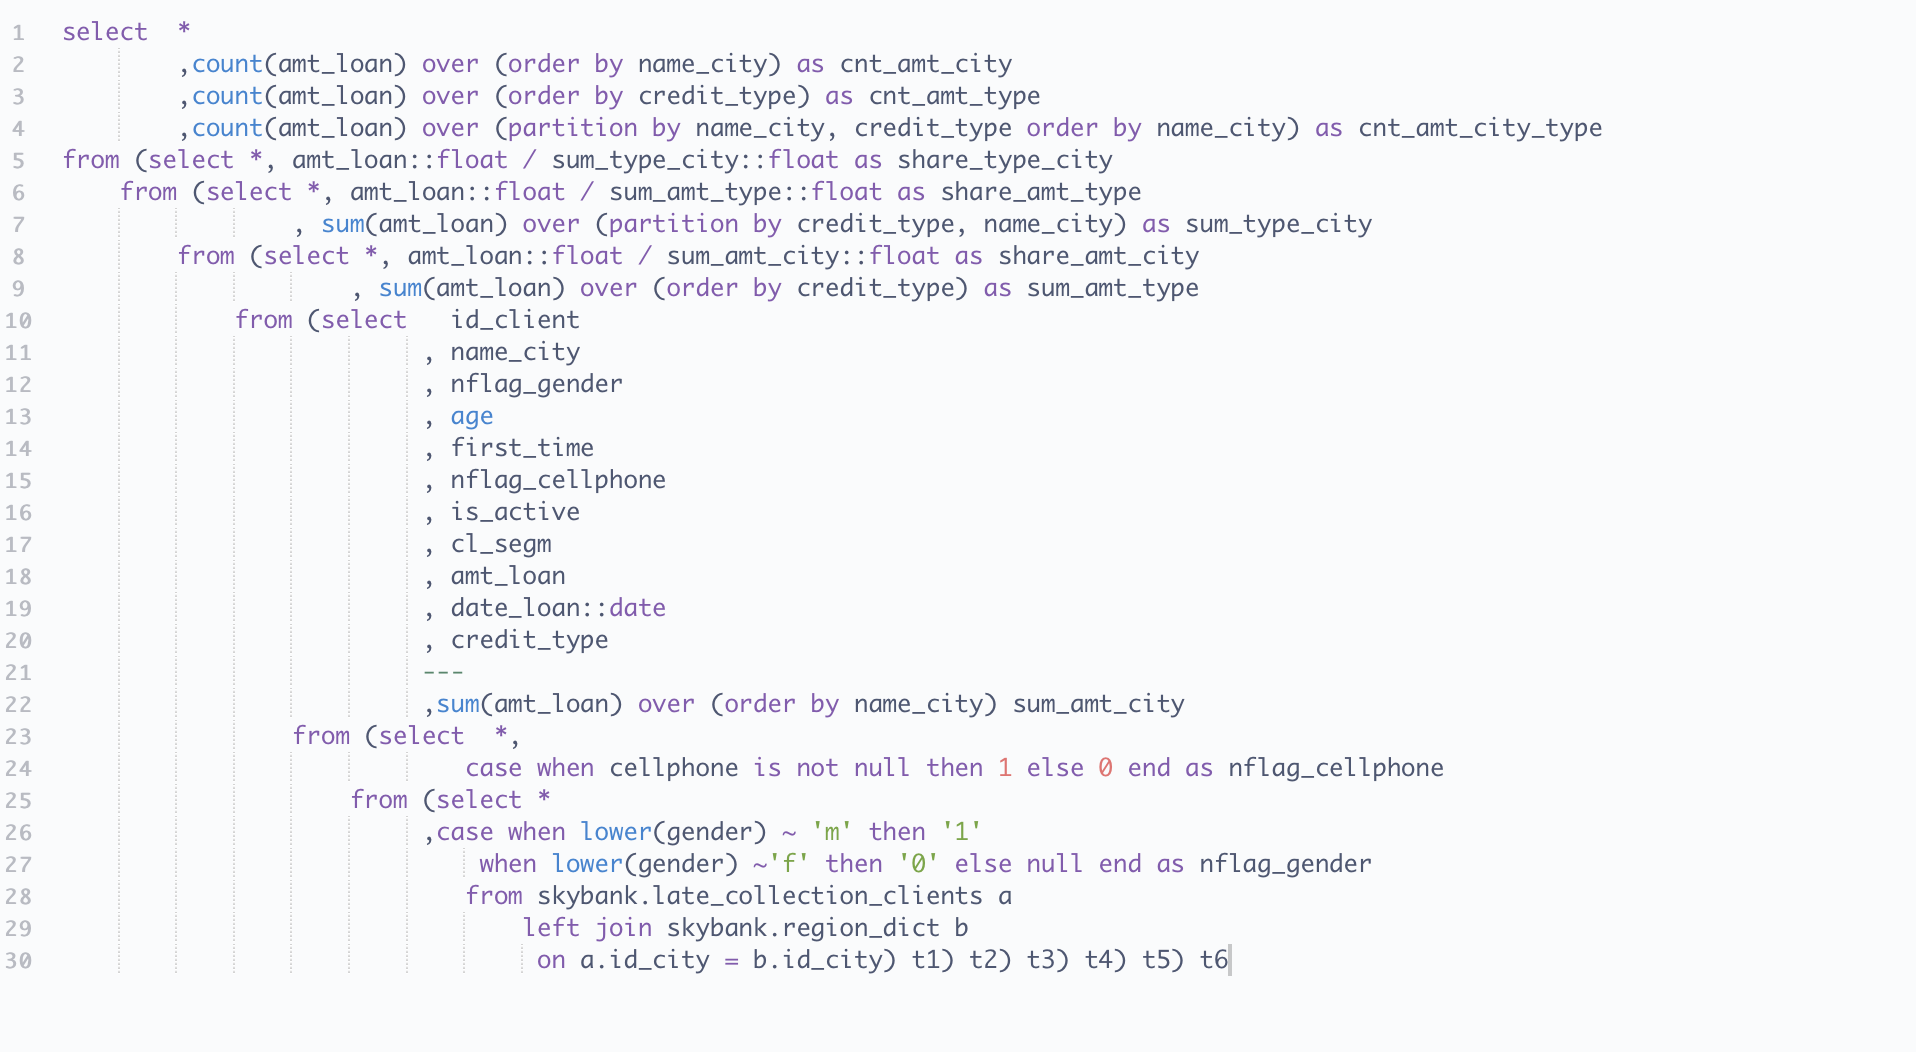 1 select  *
2         ,count(amt_loan) over (order by name_city) as cnt_amt_city
3         ,count(amt_loan) over (order by credit_type) as cnt_amt_type
4         ,count(amt_loan) over (partition by name_city, credit_type order by name_city) as cnt_amt_city_type
5 from (select *, amt_loan::float / sum_type_city::float as share_type_city
6     from (select *, amt_loan::float / sum_amt_type::float as share_amt_type
7                 , sum(amt_loan) over (partition by credit_type, name_city) as sum_type_city
8         from (select *, amt_loan::float / sum_amt_city::float as share_amt_city
9                     , sum(amt_loan) over (order by credit_type) as sum_amt_type
10             from (select   id_client
11                          , name_city
12                          , nflag_gender
13                          , age
14                          , first_time
15                          , nflag_cellphone
16                          , is_active
17                          , cl_segm
18                          , amt_loan
19                          , date_loan::date
20                          , credit_type
21                          ---
22                          ,sum(amt_loan) over (order by name_city) sum_amt_city
23                 from (select  *,
24                             case when cellphone is not null then 1 else 0 end as nflag_cellphone
25                     from (select *
26                          ,case when lower(gender) ~ 'm' then '1'
27                              when lower(gender) ~'f' then '0' else null end as nflag_gender
28                             from skybank.late_collection_clients a
29                                 left join skybank.region_dict b
30                                  on a.id_city = b.id_city) t1) t2) t3) t4) t5) t6